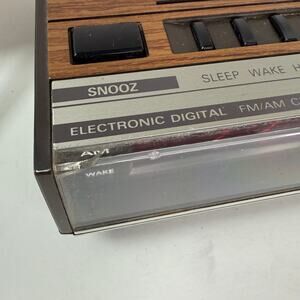 SNOOZ
SLEEP WAKE H
ELECTRONIC DIGITAL FM/AM C
AM
WAKE